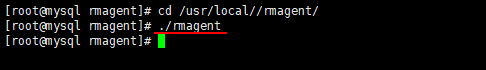 [root@mysql rmagent]# cd /usr/local//rmagent/
[root@mysql rmagent]# ./rmagent
[root@mysql rmagent]#